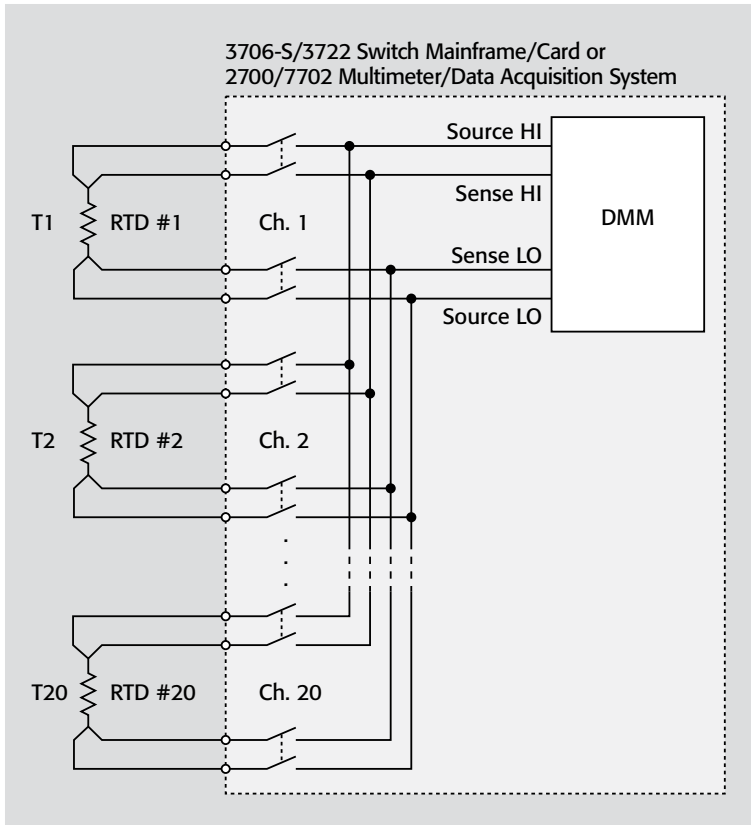 3706-S/3722 Switch Mainframe/Card or
2700/7702 Multimeter/Data Acquisition System
Source HI
Sense HI
DMM
T1 RTD #1 Ch. 1
Sense LO
Source LO
T2 RTD #2 Ch. 2
T20 RTD #20 Ch. 20